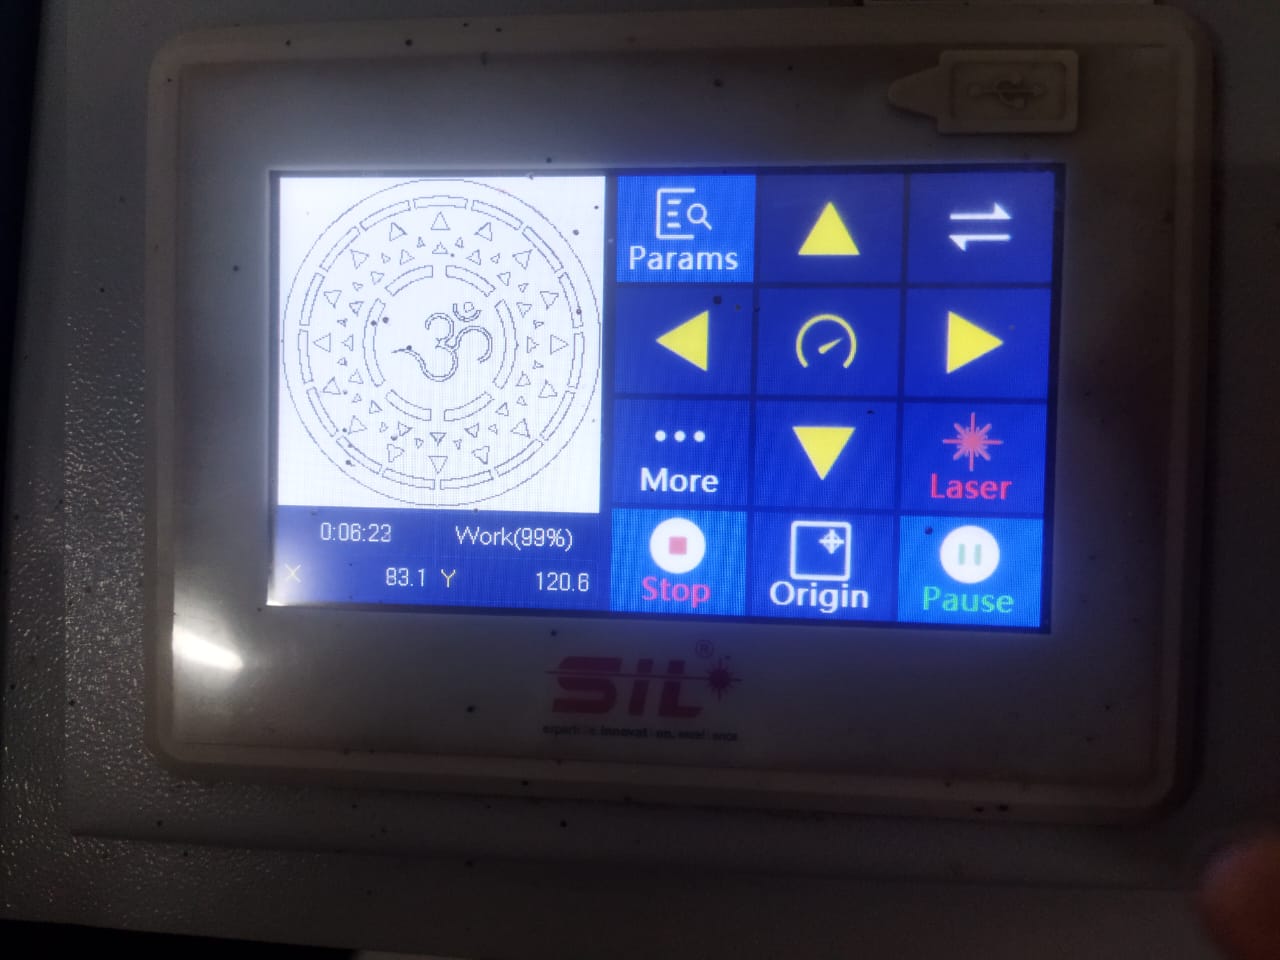 Params
More
Laser
0:06:23 Work(99%)
X 83.1 Y 120.6
Stop
Origin
Pause
ॐ
SIL®